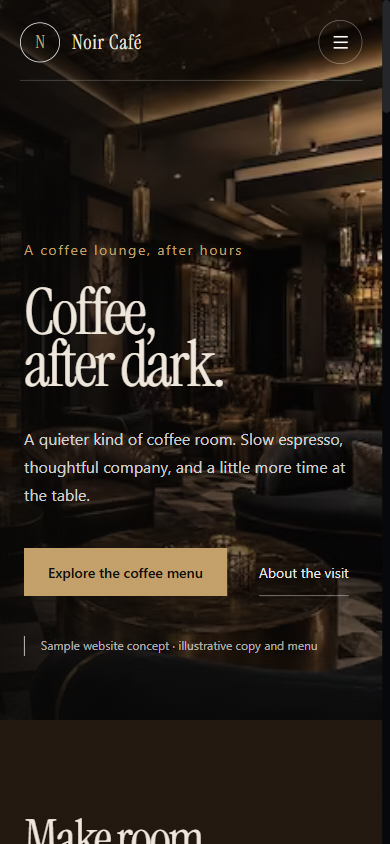 N Noir Café
A coffee lounge, after hours
Coffee,
after dark.
A quieter kind of coffee room. Slow espresso,
thoughtful company, and a little more time at
the table.
Explore the coffee menu About the visit
Sample website concept · illustrative copy and menu
Make room